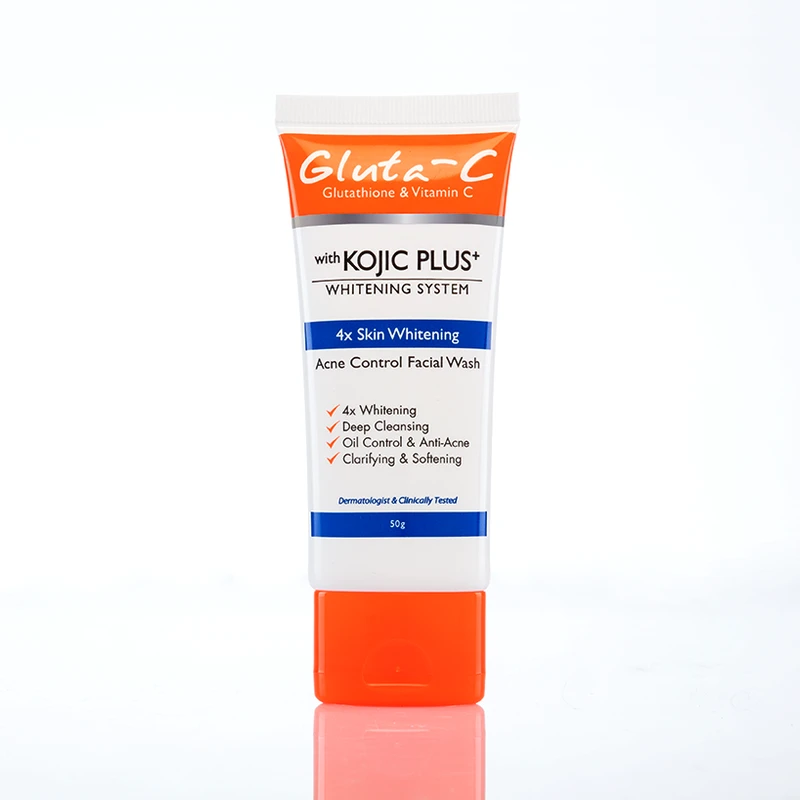 Gluta-C
Glutathione & Vitamin C
with KOJIC PLUS+
WHITENING SYSTEM
4x Skin Whitening
Acne Control Facial Wash
✓ 4x Whitening
✓ Deep Cleansing
✓ Oil Control & Anti-Acne
✓ Clarifying & Softening
Dermatologist & Clinically Tested
50g